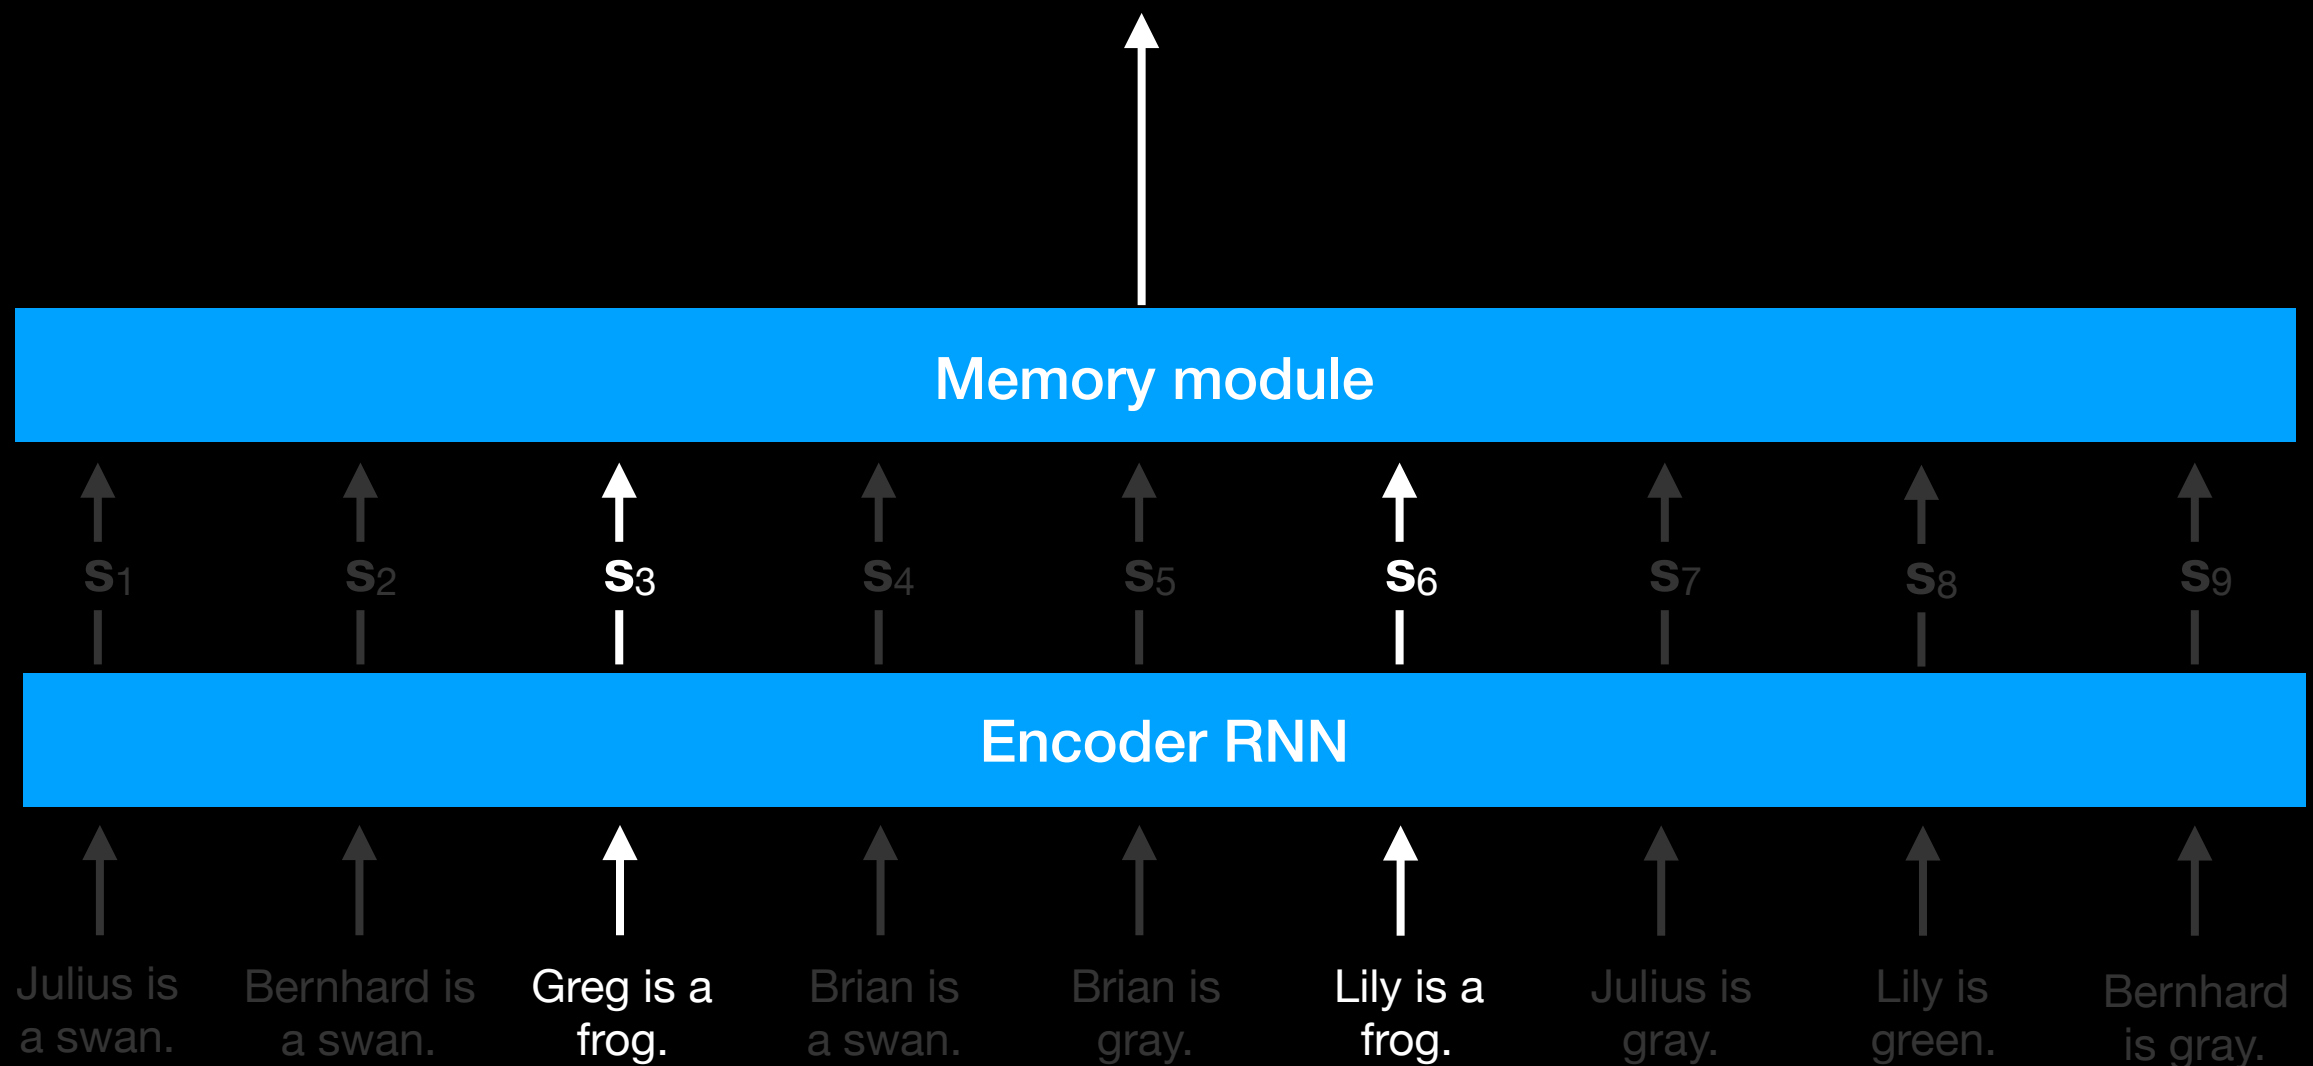 Memory module
s1 s2 s3 s4 s5 s6 s7 s8 s9
Encoder RNN
Julius is
a swan.
Bernhard is
a swan.
Greg is a
frog.
Brian is
a swan.
Brian is
gray.
Lily is a
frog.
Julius is
gray.
Lily is
green.
Bernhard
is gray.